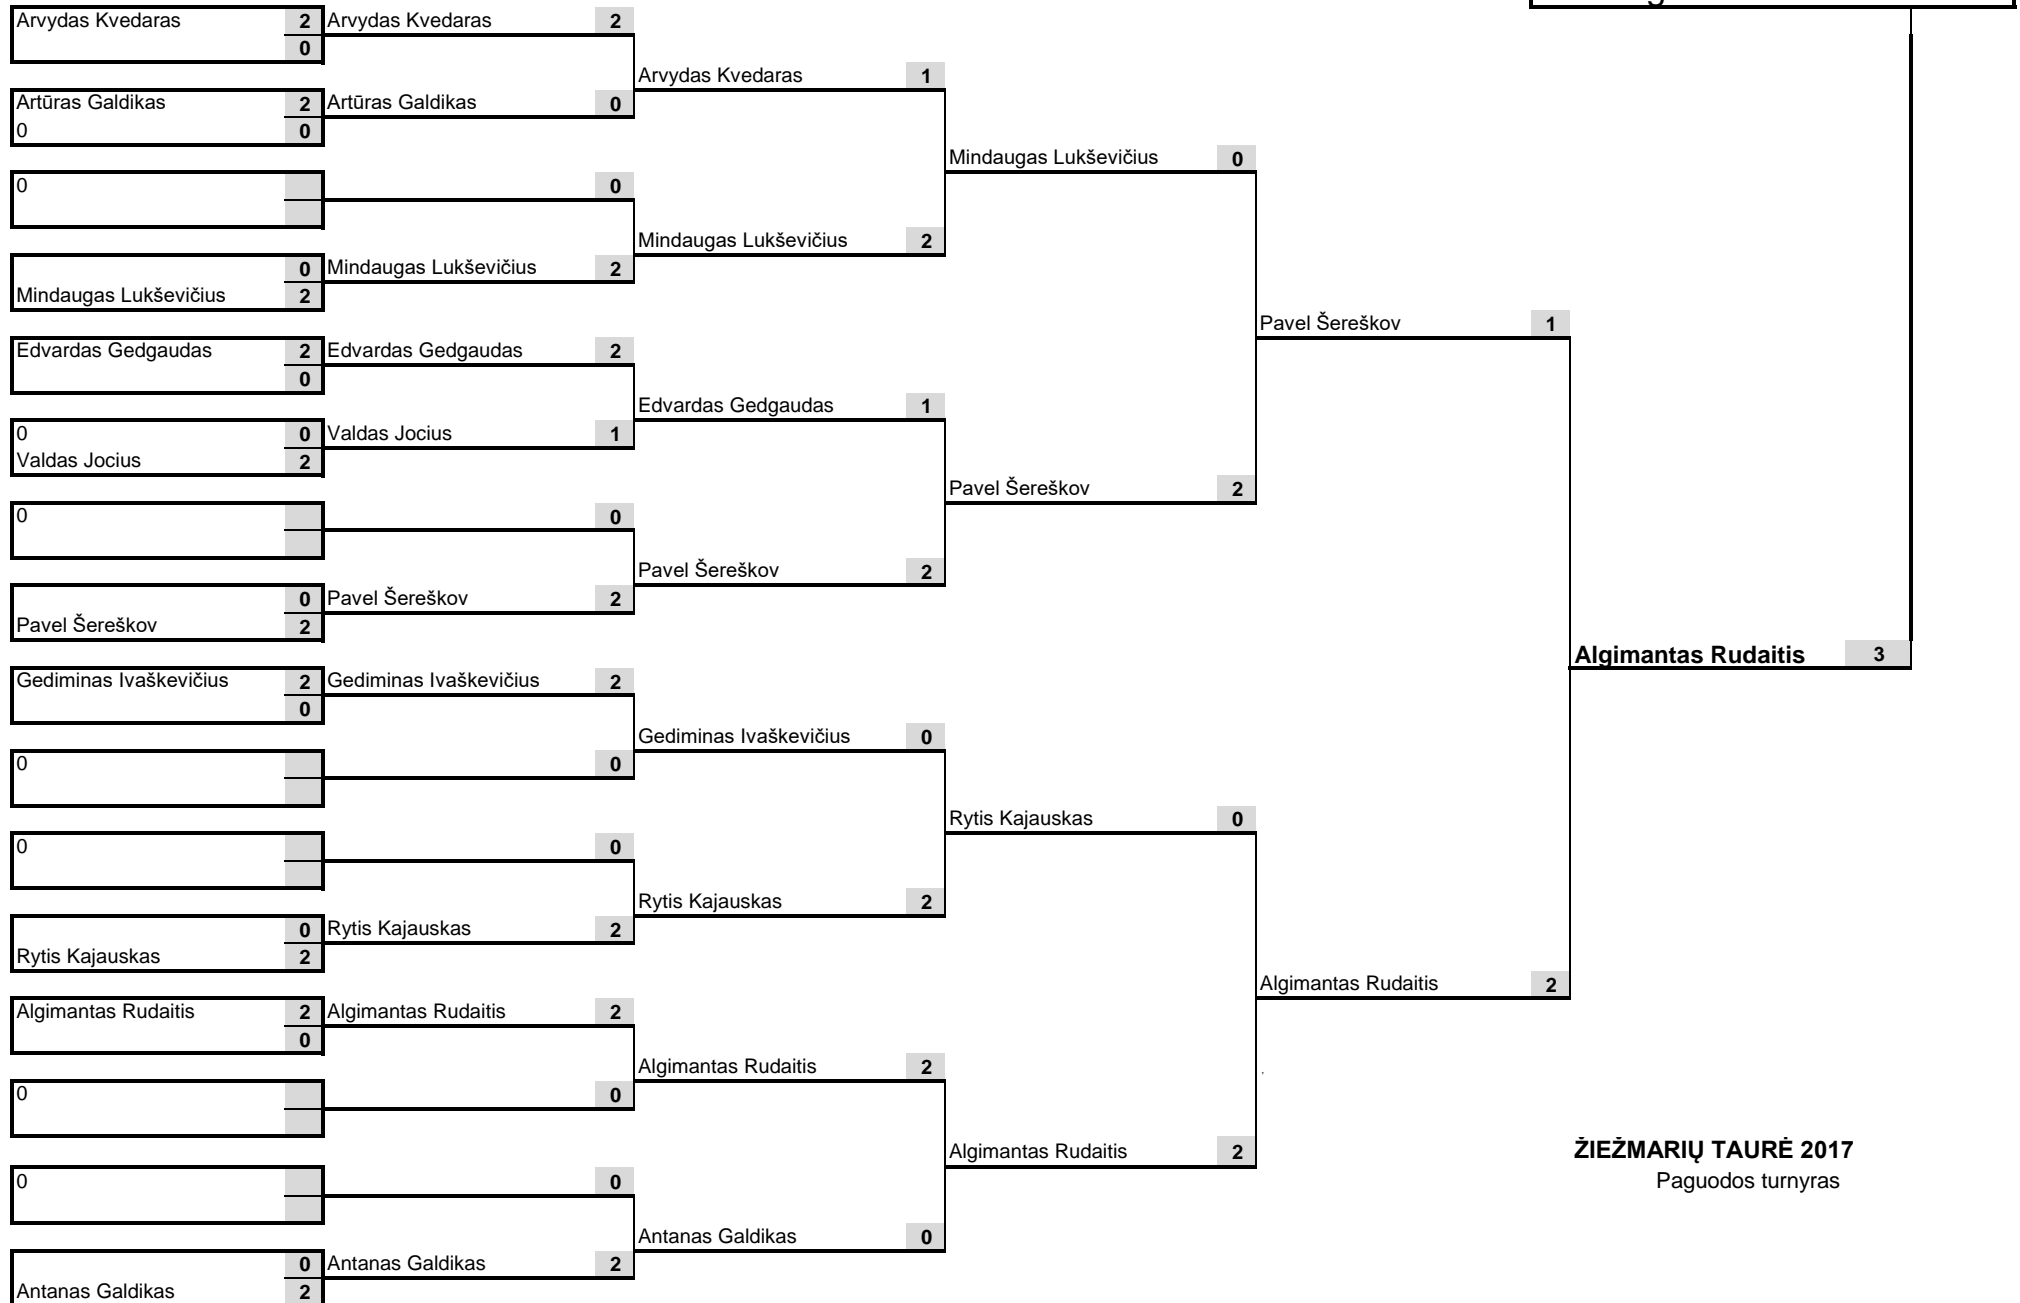 Arvydas Kvedaras 2 Arvydas Kvedaras 2
0
Arvydas Kvedaras 1
Artūras Galdikas 2 Artūras Galdikas 0
0 0
Mindaugas Lukševičius 0
0 0
Mindaugas Lukševičius 2
0 Mindaugas Lukševičius 2
Mindaugas Lukševičius 2
Pavel Šereškov 1
Edvardas Gedgaudas 2 Edvardas Gedgaudas 2
0
Edvardas Gedgaudas 1
0 0 Valdas Jocius 1
Valdas Jocius 2
Pavel Šereškov 2
0 0
Pavel Šereškov 2
0 Pavel Šereškov 2
Pavel Šereškov 2
Algimantas Rudaitis 3
Gediminas Ivaškevičius 2 Gediminas Ivaškevičius 2
0
Gediminas Ivaškevičius 0
0 0
Rytis Kajauskas 0
0 0
Rytis Kajauskas 2
0 Rytis Kajauskas 2
Rytis Kajauskas 2
Algimantas Rudaitis 2
Algimantas Rudaitis 2 Algimantas Rudaitis 2
0
Algimantas Rudaitis 2
0 0
Algimantas Rudaitis 2
ŽIEŽMARIŲ TAURĖ 2017
Paguodos turnyras
0 0
Antanas Galdikas 0
0 Antanas Galdikas 2
Antanas Galdikas 2